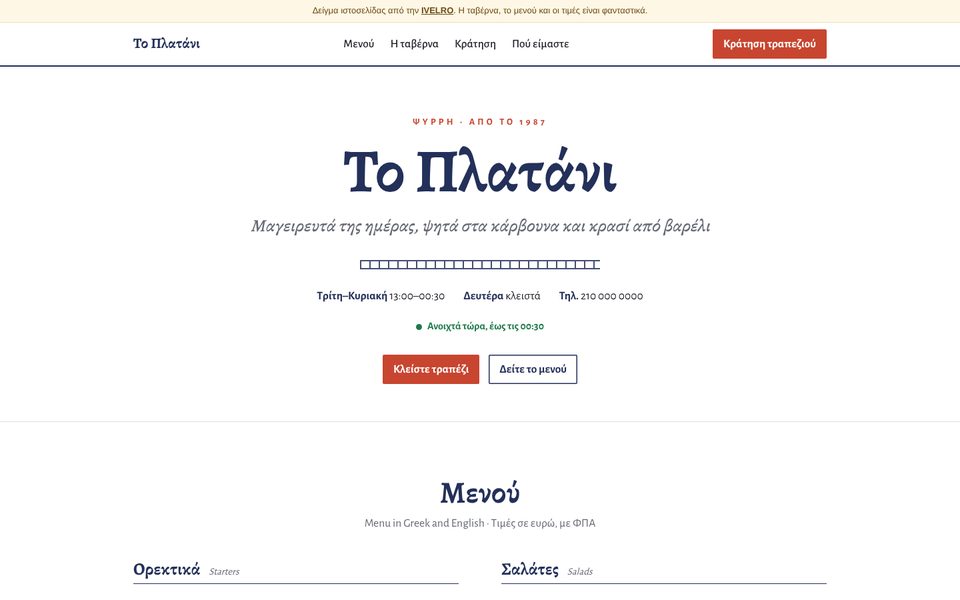 Δείγμα ιστοσελίδας από την IVELRO. Η ταβέρνα, το μενού και οι τιμές είναι φανταστικά.
Το Πλατάνι
Μενού Η ταβέρνα Κράτηση Πού είμαστε
Κράτηση τραπεζιού
ΨΥΡΡΗ · ΑΠΟ ΤΟ 1987
Το Πλατάνι
Μαγειρευτά της ημέρας, ψητά στα κάρβουνα και κρασί από βαρέλι
Τρίτη–Κυριακή 13:00–00:30 Δευτέρα κλειστά Τηλ. 210 000 0000
Ανοιχτά τώρα, έως τις 00:30
Κλείστε τραπέζι Δείτε το μενού
Μενού
Menu in Greek and English · Τιμές σε ευρώ, με ΦΠΑ
Ορεκτικά Starters
Σαλάτες Salads